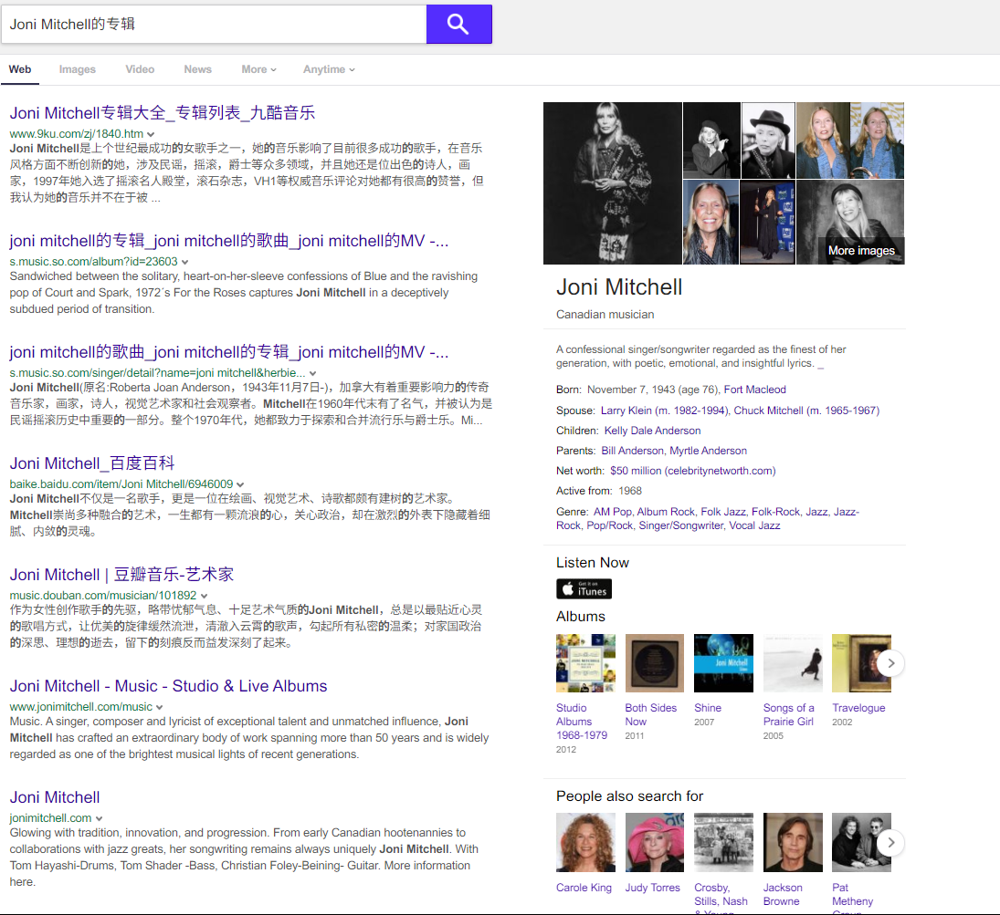 Joni Mitchell的专辑
Web
Images
Video
News
More
Anytime
Joni Mitchell专辑大全_专辑列表_九酷音乐
www.9ku.com/zj/1840.htm
Joni Mitchell是上个世纪最成功的女歌手之一，她的音乐影响了目前很多成功的歌手，在音乐
风格方面不断创新的她，涉及民谣，摇滚，爵士等众多领域，并且她还是位出色的诗人，画
家，1997年她入选了摇滚名人殿堂，滚石杂志，VH1等权威音乐评论对她都有很高的赞誉，但
我认为她的音乐并不在于被 ...
joni mitchell的专辑_joni mitchell的歌曲_joni mitchell的MV -...
s.music.so.com/album?id=23603
Sandwiched between the solitary, heart-on-her-sleeve confessions of Blue and the ravishing
pop of Court and Spark, 1972´s For the Roses captures Joni Mitchell in a deceptively
subdued period of transition.
joni mitchell的歌曲_joni mitchell的专辑_joni mitchell的MV -...
s.music.so.com/singer/detail?name=joni mitchell&herbie...
Joni Mitchell(原名:Roberta Joan Anderson，1943年11月7日-)，加拿大有着重要影响力的传奇
音乐家，画家，诗人，视觉艺术家和社会观察者。Mitchell在1960年代末有了名气，并被认为是
民谣摇滚历史中重要的一部分。整个1970年代，她都致力于探索和合并流行乐与爵士乐。Mi...
Joni Mitchell_百度百科
baike.baidu.com/item/Joni Mitchell/6946009
Joni Mitchell不仅是一名歌手，更是一位在绘画、视觉艺术、诗歌都颇有建树的艺术家。
Mitchell崇尚多种融合的艺术，一生都有一颗流浪的心，关心政治，却在激烈的外表下隐藏着细
腻、内敛的灵魂。
Joni Mitchell | 豆瓣音乐-艺术家
music.douban.com/musician/101892
作为女性创作歌手的先驱，略带忧郁气息、十足艺术气质的Joni Mitchell，总是以最贴近心灵
的歌唱方式，让优美的旋律缓然流泄，清澈入云霄的歌声，勾起所有私密的温柔；对家国政治
的深思、理想的逝去，留下的刻痕反而益发深刻了起来。
Joni Mitchell - Music - Studio & Live Albums
www.jonimitchell.com/music
Music. A singer, composer and lyricist of exceptional talent and unmatched influence, Joni
Mitchell has crafted an extraordinary body of work spanning more than 50 years and is widely
regarded as one of the brightest musical lights of recent generations.
Joni Mitchell
jonimitchell.com
Glowing with tradition, innovation, and progression. From early Canadian hootenannies to
collaborations with jazz greats, her songwriting remains always uniquely Joni Mitchell. With
Tom Hayashi-Drums, Tom Shader -Bass, Christian Foley-Beining- Guitar. More information
here.
More images
Joni Mitchell
Canadian musician
A confessional singer/songwriter regarded as the finest of her
generation, with poetic, emotional, and insightful lyrics. _
Born: November 7, 1943 (age 76), Fort Macleod
Spouse: Larry Klein (m. 1982-1994), Chuck Mitchell (m. 1965-1967)
Children: Kelly Dale Anderson
Parents: Bill Anderson, Myrtle Anderson
Net worth: $50 million (celebritynetworth.com)
Active from: 1968
Genre: AM Pop, Album Rock, Folk Jazz, Folk-Rock, Jazz, Jazz-
Rock, Pop/Rock, Singer/Songwriter, Vocal Jazz
Listen Now
Get it on
iTunes
Albums
Joni Mitchell
Studio
Albums
1968-1979
2012
Both Sides
Now
2011
Shine
2007
Songs of a
Prairie Girl
2005
Travelogue
2002
People also search for
Carole King
Judy Torres
Crosby,
Stills, Nash
& Young
Jackson
Browne
Pat
Metheny
Group